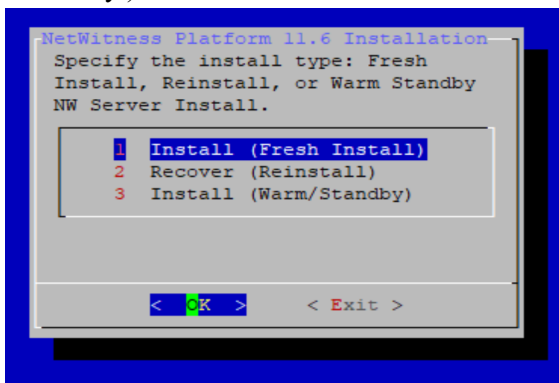 NetWitness Platform 11.6 Installation
Specify the install type: Fresh
Install, Reinstall, or Warm Standby
NW Server Install.
1 Install (Fresh Install)
2 Recover (Reinstall)
3 Install (Warm/Standby)
< OK > < Exit >